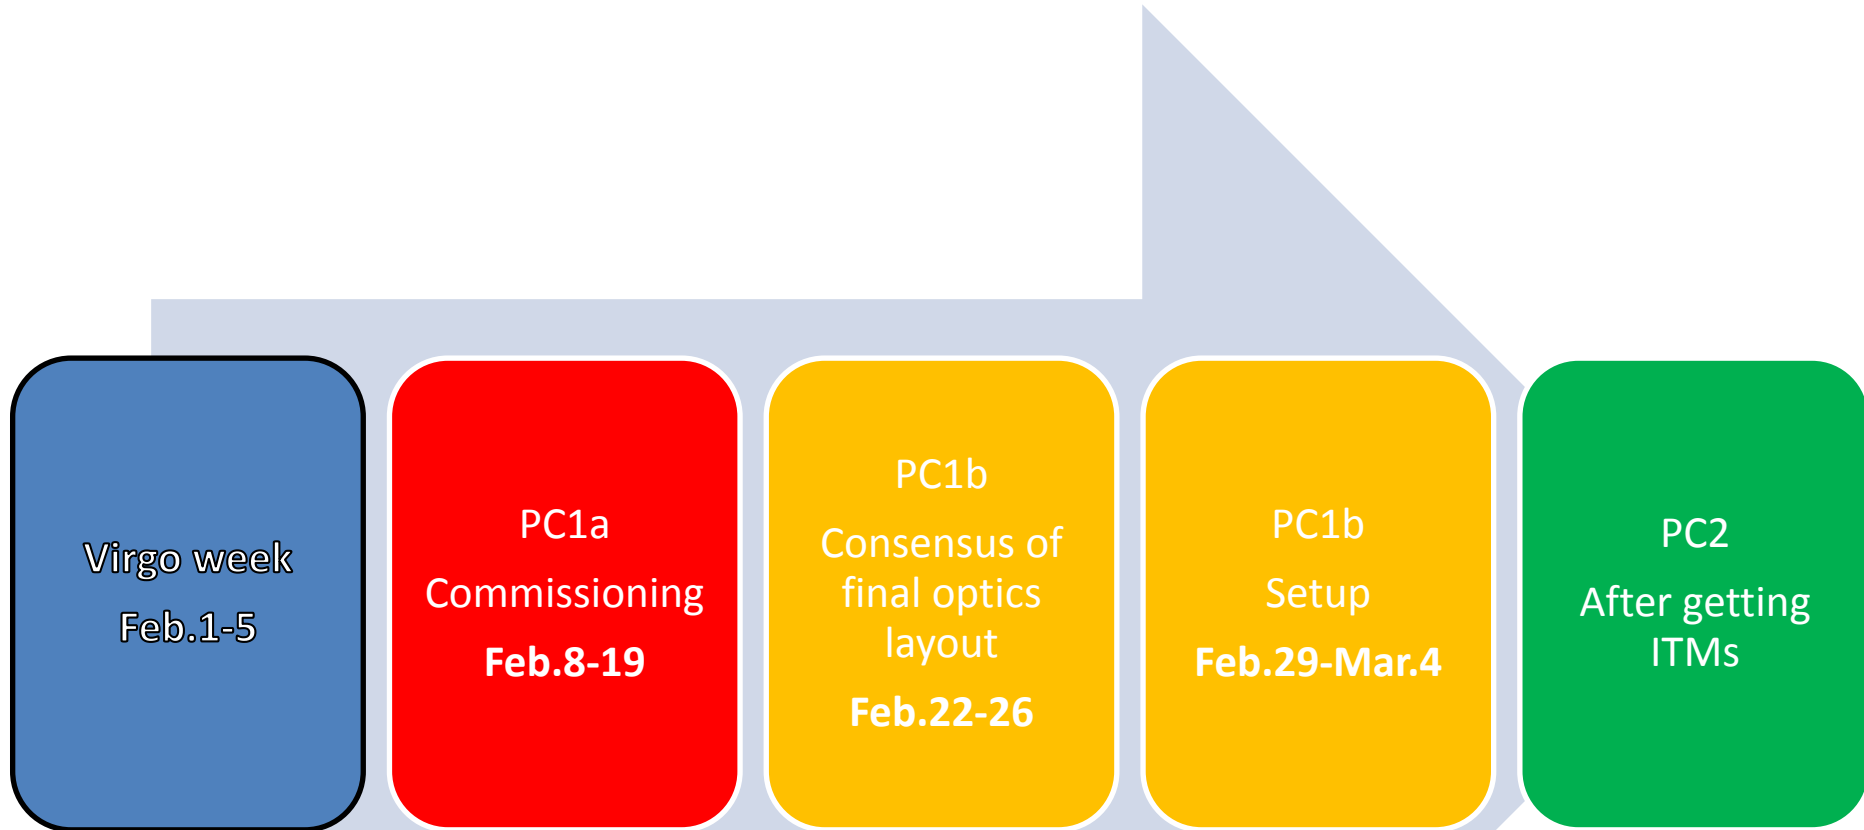 Virgo week
Feb.1-5
PC1a
Commissioning
Feb.8-19
PC1b
Consensus of
final optics
layout
Feb.22-26
PC1b
Setup
Feb.29-Mar.4
PC2
After getting
ITMs